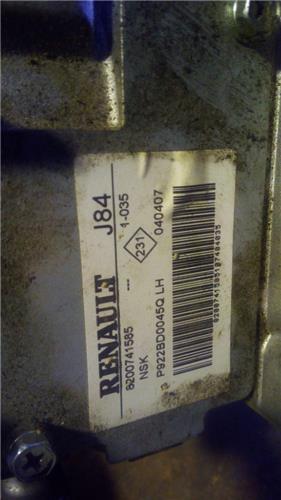 RENAULT J84
8200741585 --- 1-035
NSK 231 040407
P922BD0045Q LH